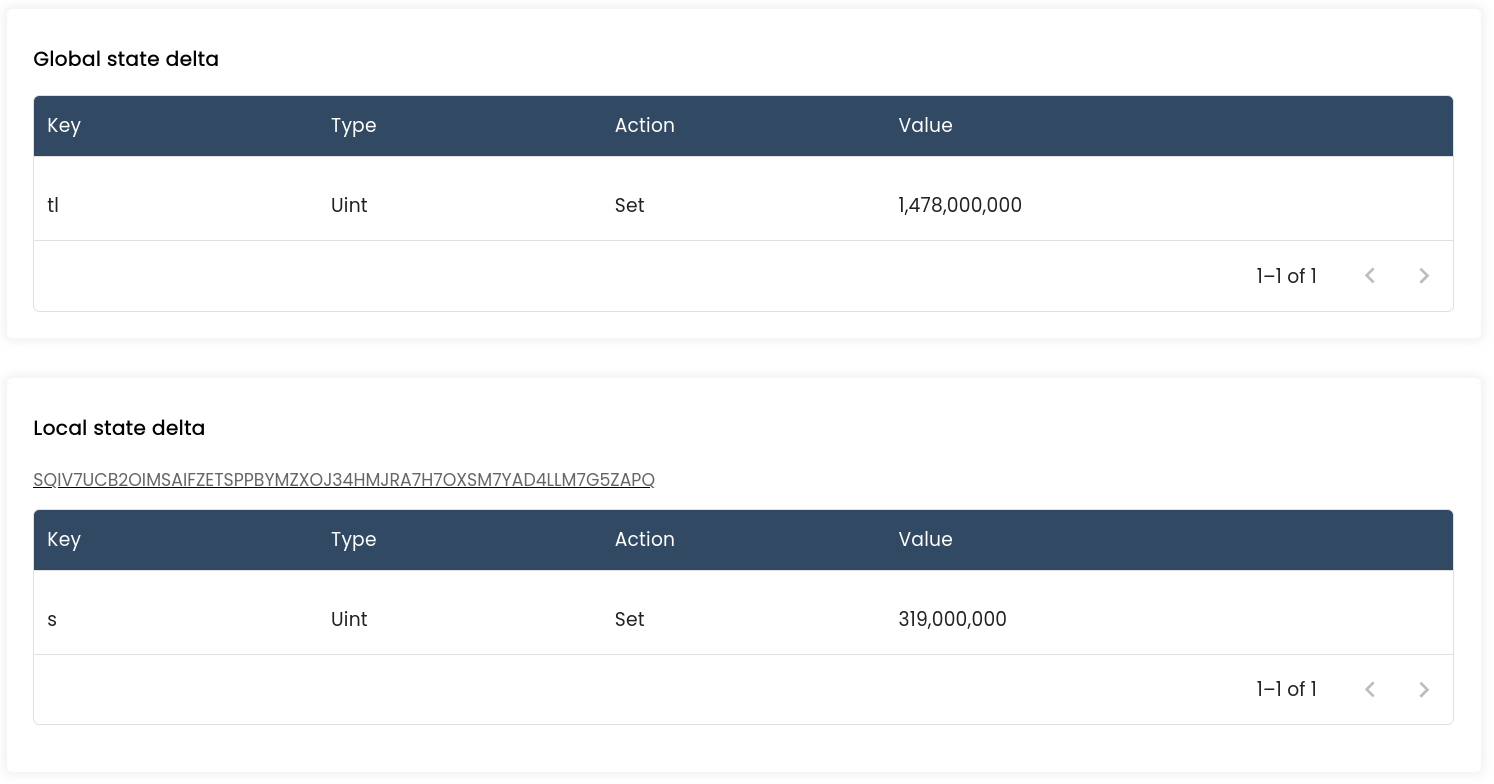 Global state delta
Key Type Action Value
tl Uint Set 1,478,000,000
1–1 of 1
Local state delta
SQIV7UCB2OIMSAIFZETSPPBYMZXOJ34HMJRA7H7OXSM7YAD4LLM7G5ZAPQ
Key Type Action Value
s Uint Set 319,000,000
1–1 of 1